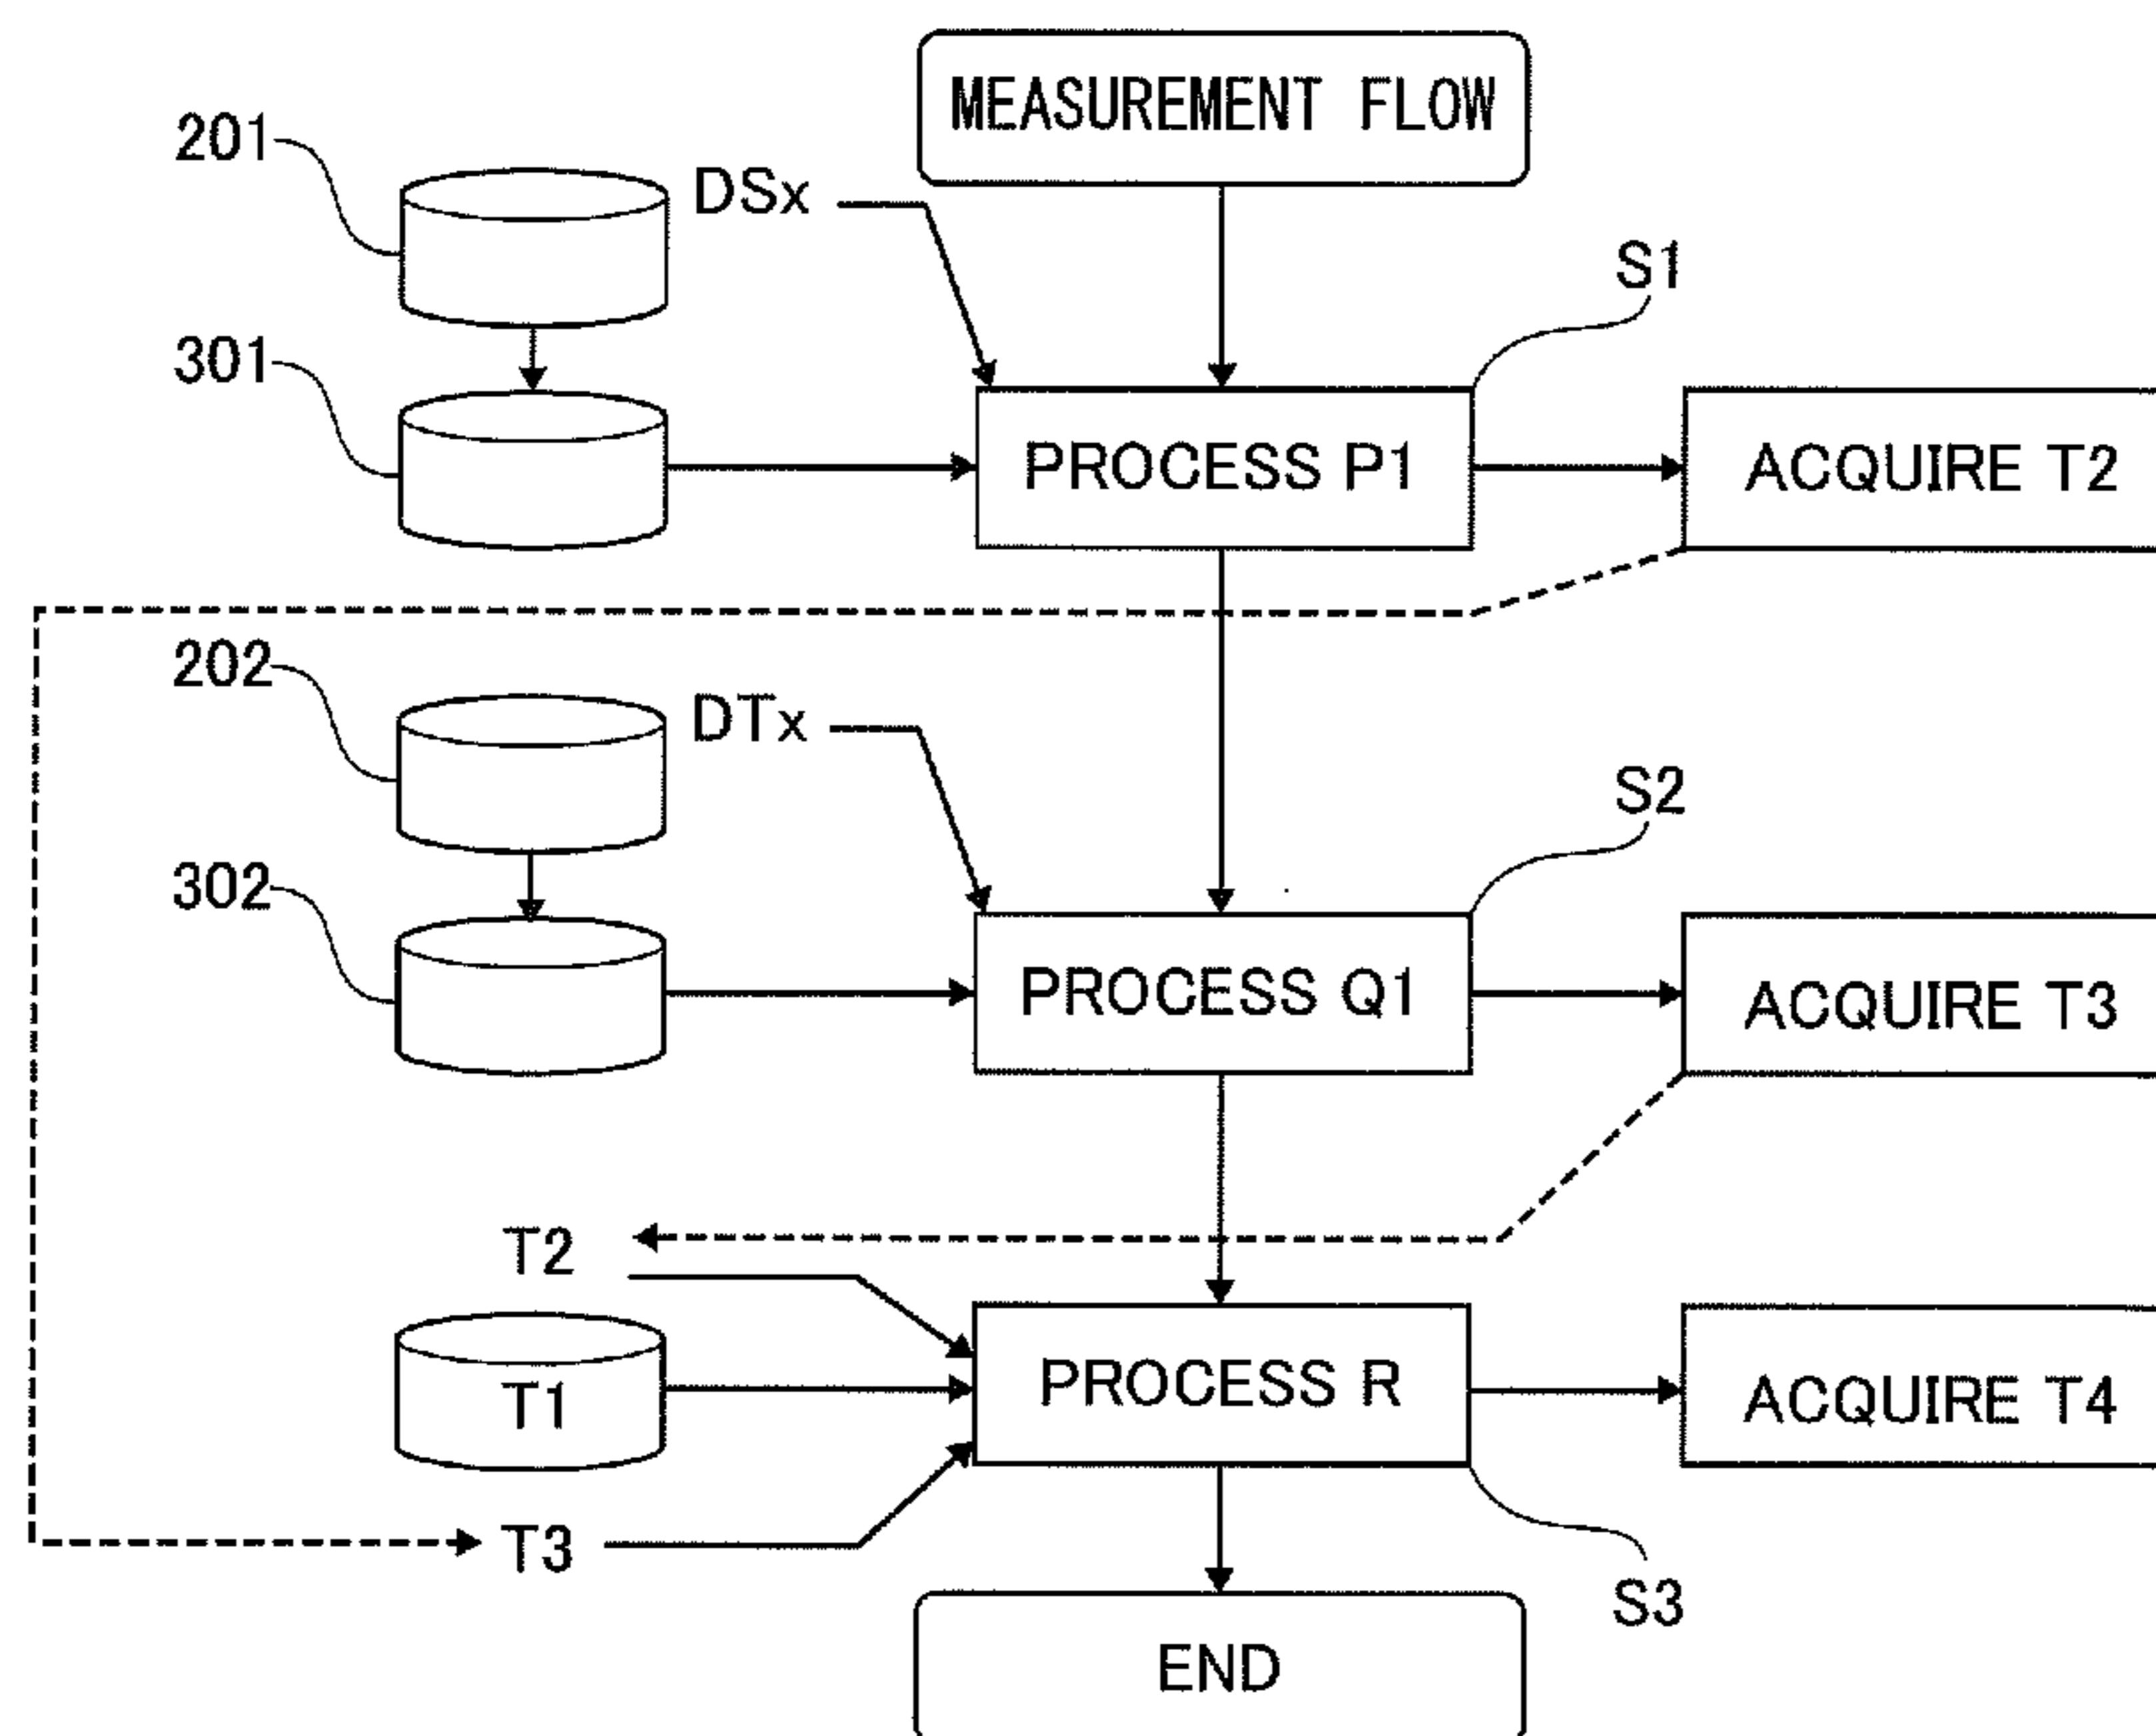 MEASUREMENT FLOW
201
DSx
S1
301
PROCESS P1
ACQUIRE T2
202
DTx
S2
302
PROCESS Q1
ACQUIRE T3
T2
T1
PROCESS R
ACQUIRE T4
T3
S3
END